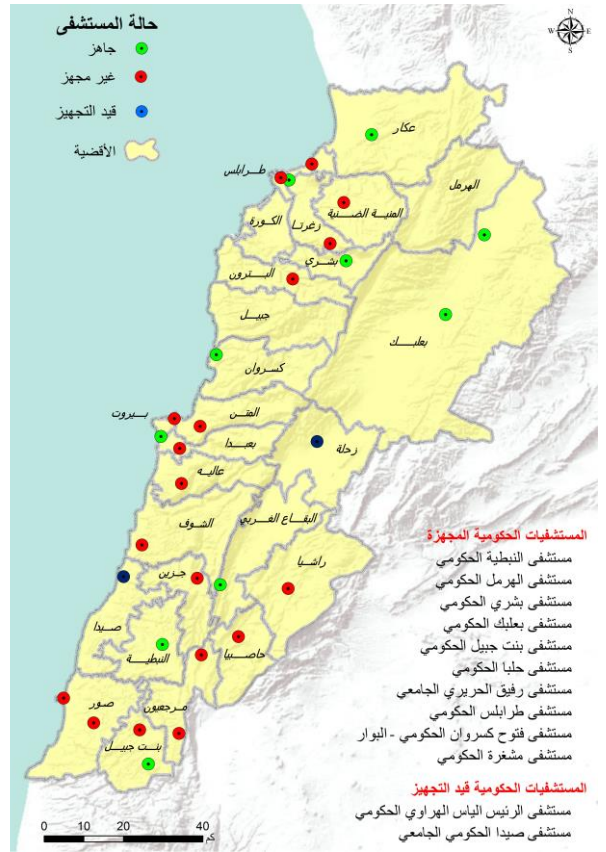 حالة المستشفى
جاهز
غير مجهز
قيد التجهيز
الأقضية
N
W E
S
عكار
طرابلس
الهرمل
المنية الضنية
زغرتا
الكورة
بشري
البترون
جبيل
بعلبك
كسروان
المتن
بيروت
بعبدا
زحلة
عاليه
البقاع الغربي
الشوف
راشيا
جزين
صيدا
حاصبيا
النبطية
مرجعيون
صور
بنت جبيل
المستشفيات الحكومية المجهزة
مستشفى النبطية الحكومي
مستشفى الهرمل الحكومي
مستشفى بشري الحكومي
مستشفى بعلبك الحكومي
مستشفى بنت جبيل الحكومي
مستشفى حلبا الحكومي
مستشفى رفيق الحريري الجامعي
مستشفى طرابلس الحكومي
مستشفى فتوح كسروان الحكومي - البوار
مستشفى مشغرة الحكومي
المستشفيات الحكومية قيد التجهيز
مستشفى الرئيس الياس الهراوي الحكومي
مستشفى صيدا الحكومي الجامعي
0 10 20 40
كم